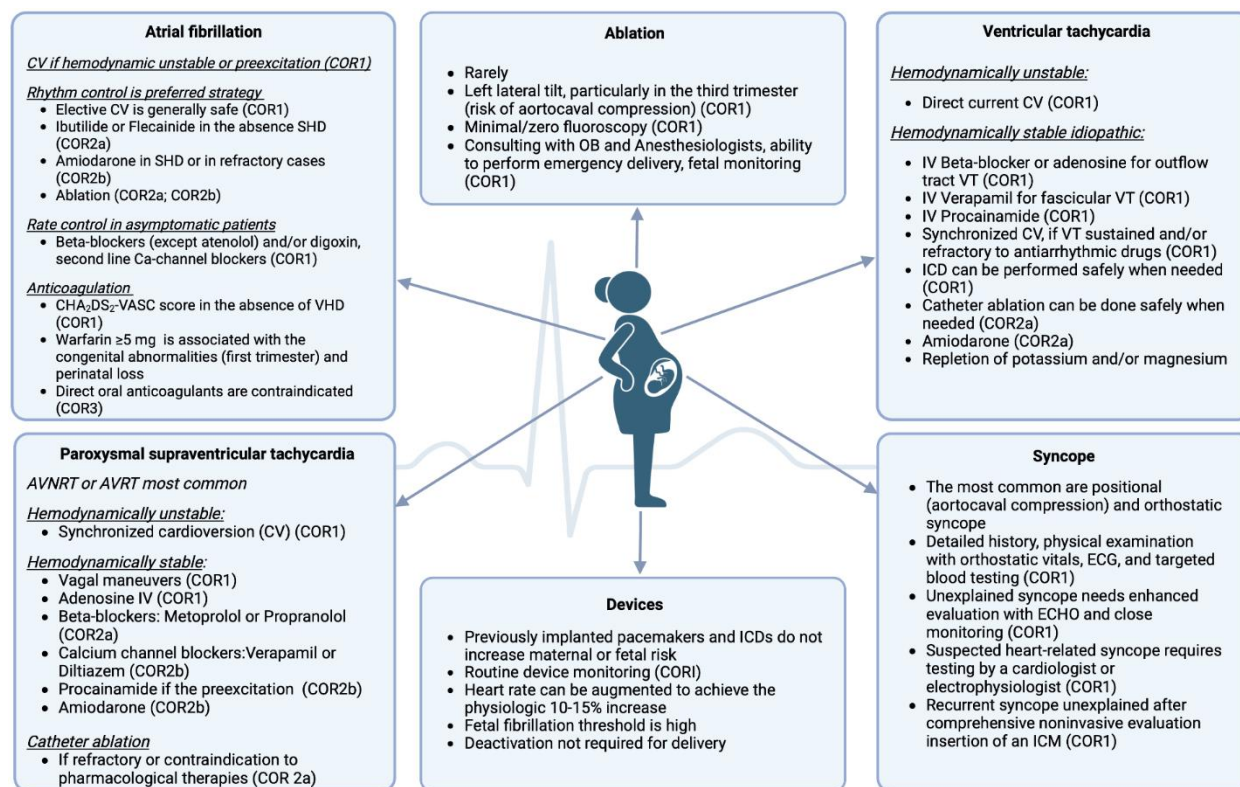 Atrial fibrillation
CV if hemodynamic unstable or preexcitation (COR1)
Rhythm control is preferred strategy
• Elective CV is generally safe (COR1)
• Ibutilide or Flecainide in the absence SHD
(COR2a)
• Amiodarone in SHD or in refractory cases
(COR2b)
• Ablation (COR2a; COR2b)
Rate control in asymptomatic patients
• Beta-blockers (except atenolol) and/or digoxin,
second line Ca-channel blockers (COR1)
Anticoagulation
• CHA₂DS₂-VASC score in the absence of VHD
(COR1)
• Warfarin ≥5 mg is associated with the
congenital abnormalities (first trimester) and
perinatal loss
• Direct oral anticoagulants are contraindicated
(COR3)
Ablation
• Rarely
• Left lateral tilt, particularly in the third trimester
(risk of aortocaval compression) (COR1)
• Minimal/zero fluoroscopy (COR1)
• Consulting with OB and Anesthesiologists, ability
to perform emergency delivery, fetal monitoring
(COR1)
Ventricular tachycardia
Hemodynamically unstable:
• Direct current CV (COR1)
Hemodynamically stable idiopathic:
• IV Beta-blocker or adenosine for outflow
tract VT (COR1)
• IV Verapamil for fascicular VT (COR1)
• IV Procainamide (COR1)
• Synchronized CV, if VT sustained and/or
refractory to antiarrhythmic drugs (COR1)
• ICD can be performed safely when needed
(COR1)
• Catheter ablation can be done safely when
needed (COR2a)
• Amiodarone (COR2a)
• Repletion of potassium and/or magnesium
Paroxysmal supraventricular tachycardia
AVNRT or AVRT most common
Hemodynamically unstable:
• Synchronized cardioversion (CV) (COR1)
Hemodynamically stable:
• Vagal maneuvers (COR1)
• Adenosine IV (COR1)
• Beta-blockers: Metoprolol or Propranolol
(COR2a)
• Calcium channel blockers:Verapamil or
Diltiazem (COR2b)
• Procainamide if the preexcitation (COR2b)
• Amiodarone (COR2b)
Catheter ablation
• If refractory or contraindication to
pharmacological therapies (COR 2a)
Devices
• Previously implanted pacemakers and ICDs do not
increase maternal or fetal risk
• Routine device monitoring (CORI)
• Heart rate can be augmented to achieve the
physiologic 10-15% increase
• Fetal fibrillation threshold is high
• Deactivation not required for delivery
Syncope
• The most common are positional
(aortocaval compression) and orthostatic
syncope
• Detailed history, physical examination
with orthostatic vitals, ECG, and targeted
blood testing (COR1)
• Unexplained syncope needs enhanced
evaluation with ECHO and close
monitoring (COR1)
• Suspected heart-related syncope requires
testing by a cardiologist or
electrophysiologist (COR1)
• Recurrent syncope unexplained after
comprehensive noninvasive evaluation
insertion of an ICM (COR1)